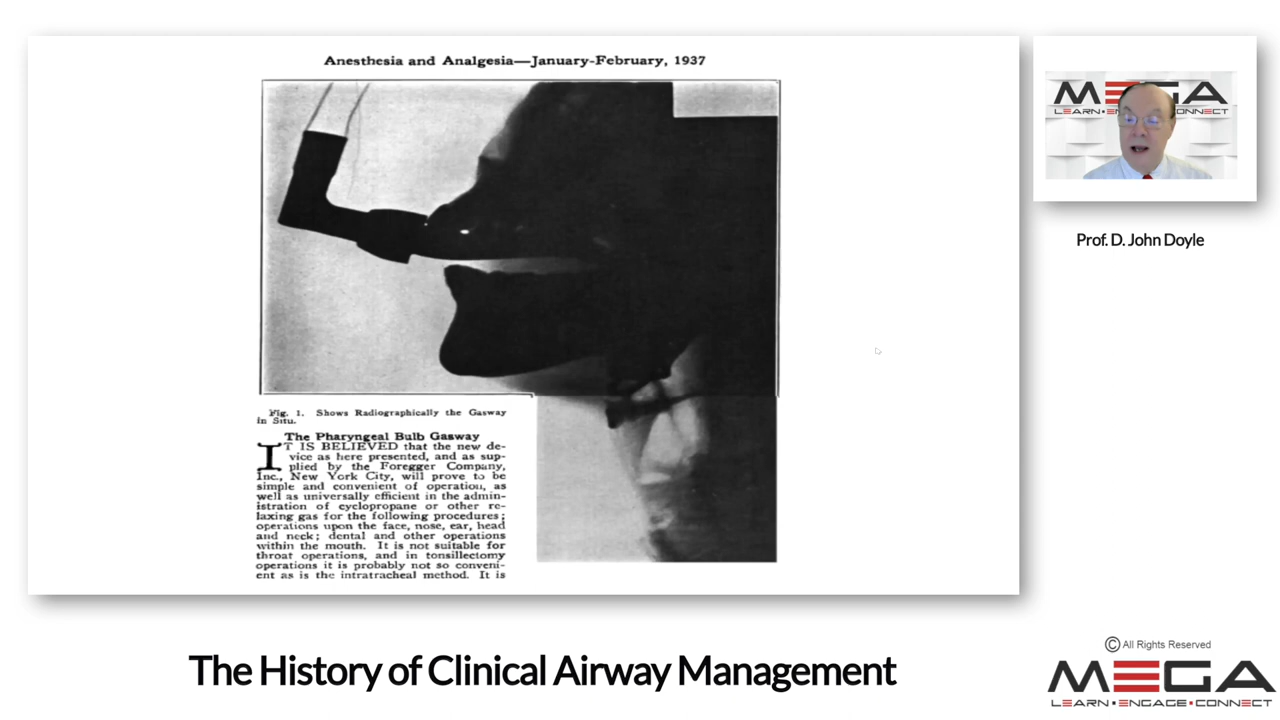 Anesthesia and Analgesia—January-February, 1937
Fig. 1. Shows Radiographically the Gasway
in Situ.
The Pharyngeal Bulb Gasway
IT IS BELIEVED that the new de-
vice as here presented, and as sup-
plied by the Foregger Company,
Inc., New York City, will prove to be
simple and convenient of operation, as
well as universally efficient in the admin-
istration of cyclopropane or other re-
laxing gas for the following procedures;
operations upon the face, nose, ear, head
and neck; dental and other operations
within the mouth. It is not suitable for
throat operations, and in tonsillectomy
operations it is probably not so conveni-
ent as is the intratracheal method. It is
MEGA
LEARN•EN CONNECT
Prof. D. John Doyle
The History of Clinical Airway Management
© All Rights Reserved
MEGA
LEARN•ENGAGE•CONNECT